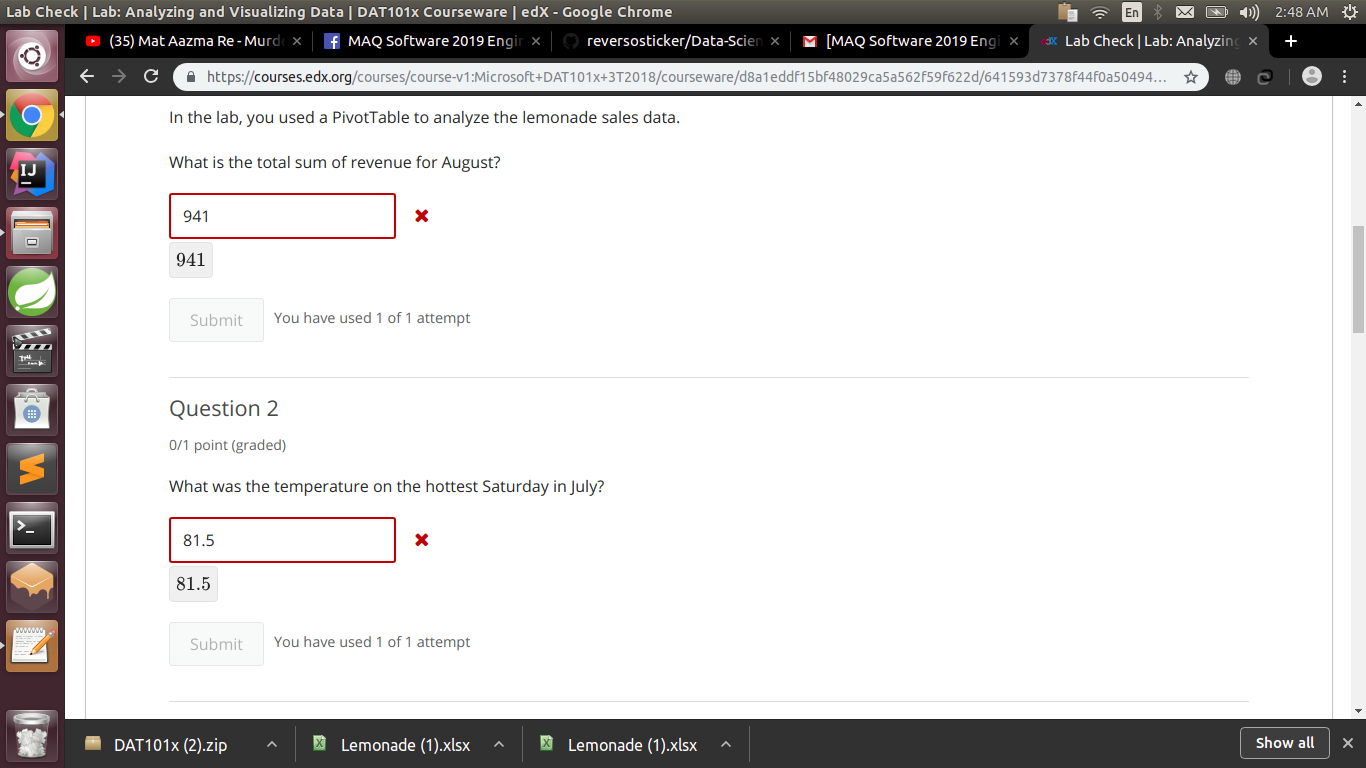 Lab Check | Lab: Analyzing and Visualizing Data | DAT101x Courseware | edX - Google Chrome
En
2:48 AM
(35) Mat Aazma Re - Murd
MAQ Software 2019 Engi
reversosticker/Data-Scien
[MAQ Software 2019 Engi
Lab Check | Lab: Analyzing
https://courses.edx.org/courses/course-v1:Microsoft+DAT101x+3T2018/courseware/d8a1eddf15bf48029ca5a562f59f622d/641593d7378f44f0a50494...
In the lab, you used a PivotTable to analyze the lemonade sales data.
What is the total sum of revenue for August?
941
941
Submit
You have used 1 of 1 attempt
Question 2
0/1 point (graded)
What was the temperature on the hottest Saturday in July?
81.5
81.5
Submit
You have used 1 of 1 attempt
DAT101x (2).zip
Lemonade (1).xlsx
Lemonade (1).xlsx
Show all